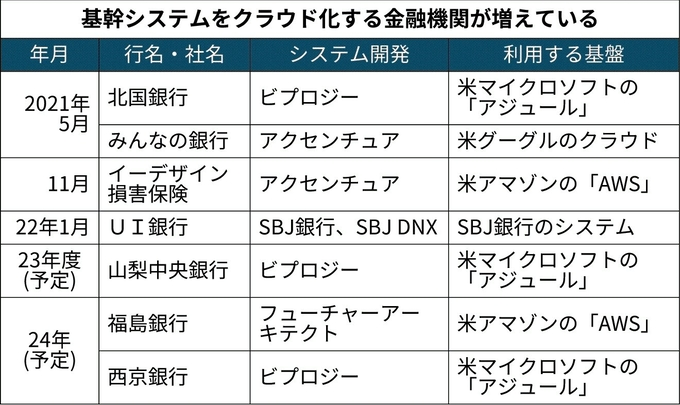 基幹システムをクラウド化する金融機関が増えている
年月 行名・社名 システム開発 利用する基盤
2021年
5月
北国銀行 ビプロジー 米マイクロソフトの
「アジュール」
みんなの銀行 アクセンチュア 米グーグルのクラウド
11月 イーデザイン
損害保険 アクセンチュア 米アマゾンの「AWS」
22年1月 ＵＩ銀行 SBJ銀行、SBJ DNX SBJ銀行のシステム
23年度
(予定) 山梨中央銀行 ビプロジー 米マイクロソフトの
「アジュール」
24年
(予定)
福島銀行 フューチャーアー
キテクト 米アマゾンの「AWS」
西京銀行 ビプロジー 米マイクロソフトの
「アジュール」